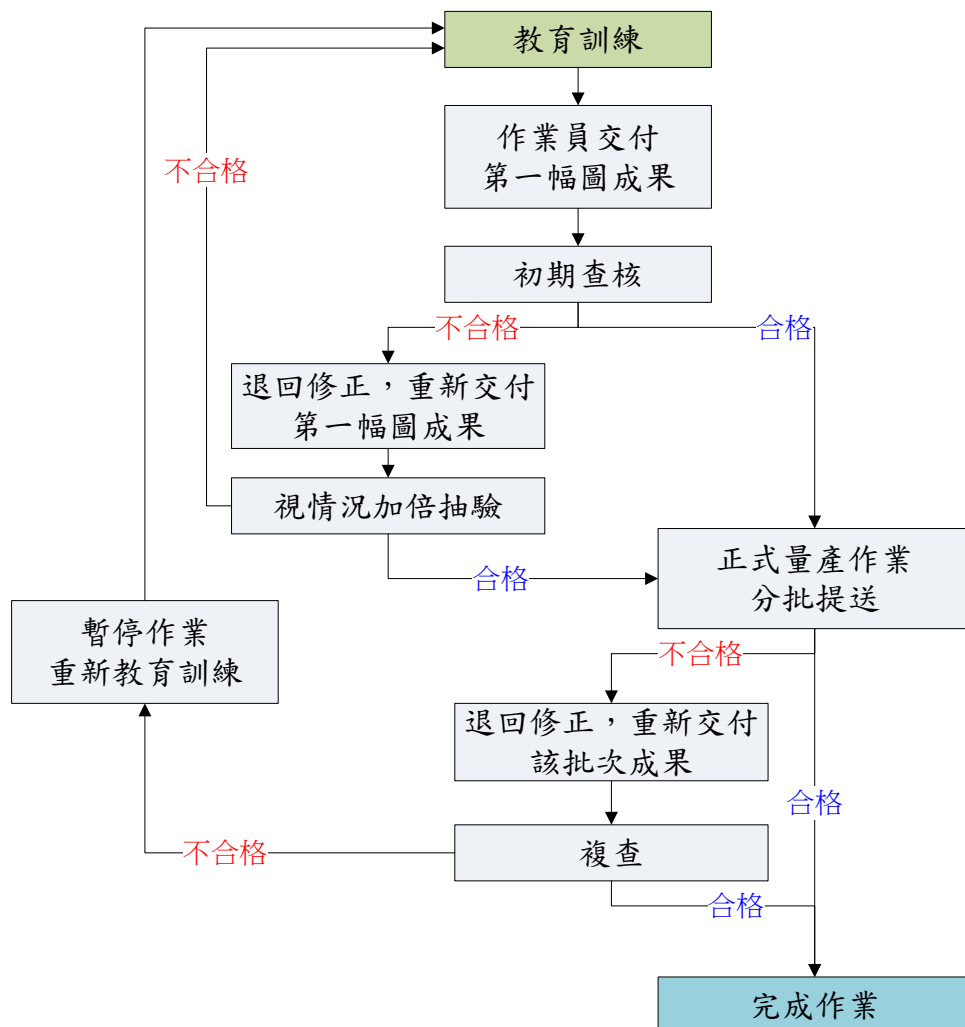 教育訓練
作業員交付
第一幅圖成果
不合格
初期查核
不合格
合格
退回修正，重新交付
第一幅圖成果
視情況加倍抽驗
合格
正式量產作業
分批提送
暫停作業
重新教育訓練
不合格
退回修正，重新交付
該批次成果
合格
不合格
複查
合格
完成作業